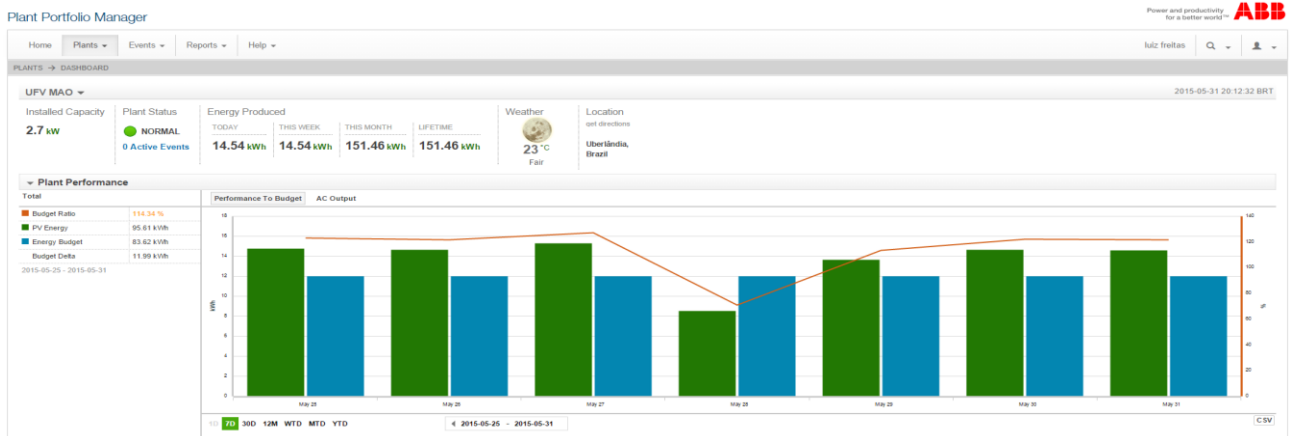 Plant Portfolio Manager
Power and productivity
for a better world™
ABB
Home Plants Events Reports Help luiz freitas
PLANTS → DASHBOARD
UFV MAO 2015-05-31 20:12:32 BRT
Installed Capacity Plant Status Energy Produced Weather Location
get directions
TODAY THIS WEEK THIS MONTH LIFETIME
2.7 kW NORMAL
0 Active Events
14.54 kWh 14.54 kWh 151.46 kWh 151.46 kWh
23 °C
Fair
Uberlândia,
Brazil
Plant Performance
Total
Performance To Budget AC Output
Budget Ratio 114.34 %
PV Energy 95.61 kWh
Energy Budget 83.62 kWh
Budget Delta 11.99 kWh
2015-05-25 - 2015-05-31
18
16
14
12
10
8
6
4
2
0
kWh
140
120
100
80
60
40
20
0
%
May 25 May 26 May 27 May 28 May 29 May 30 May 31
1D 7D 30D 12M WTD MTD YTD 2015-05-25 - 2015-05-31 CSV